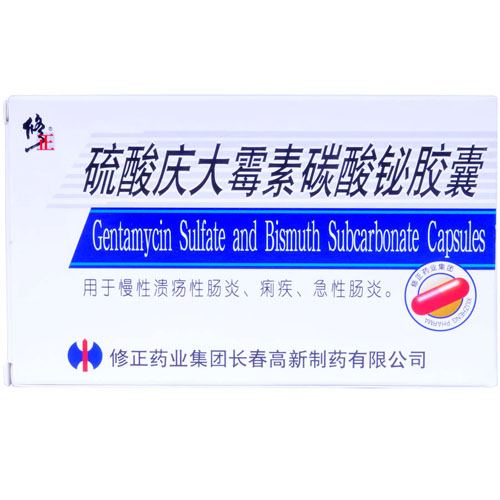 修正®
硫酸庆大霉素碳酸铋胶囊
Gentamycin Sulfate and Bismuth Subcarbonate Capsules
用于慢性溃疡性肠炎、痢疾、急性肠炎。
修正药业集团
XIUZHENG PHARMA
修正药业集团长春高新制药有限公司